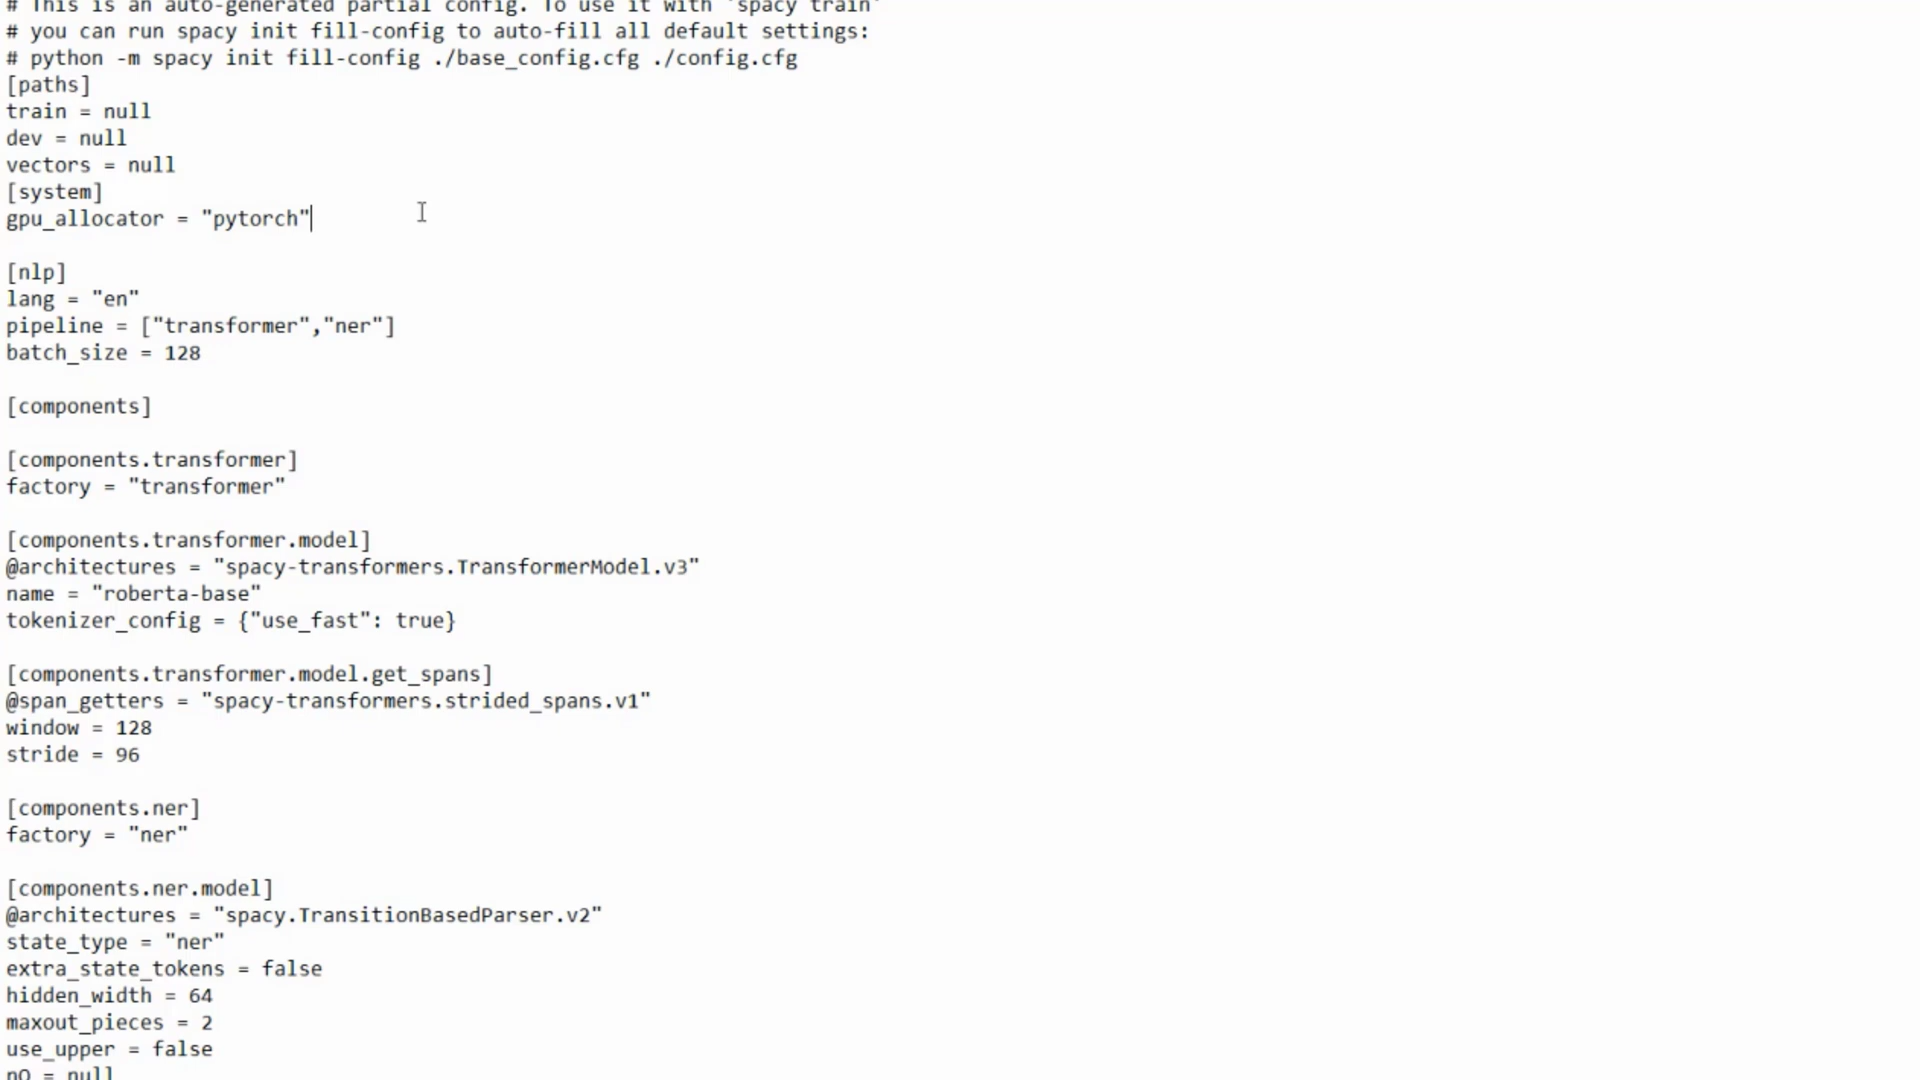 # This is an auto-generated partial config. To use it with 'spacy train'
# you can run spacy init fill-config to auto-fill all default settings:
# python -m spacy init fill-config ./base_config.cfg ./config.cfg
[paths]
train = null
dev = null
vectors = null
[system]
gpu_allocator = "pytorch"
[nlp]
lang = "en"
pipeline = ["transformer","ner"]
batch_size = 128
[components]
[components.transformer]
factory = "transformer"
[components.transformer.model]
@architectures = "spacy-transformers.TransformerModel.v3"
name = "roberta-base"
tokenizer_config = {"use_fast": true}
[components.transformer.model.get_spans]
@span_getters = "spacy-transformers.strided_spans.v1"
window = 128
stride = 96
[components.ner]
factory = "ner"
[components.ner.model]
@architectures = "spacy.TransitionBasedParser.v2"
state_type = "ner"
extra_state_tokens = false
hidden_width = 64
maxout_pieces = 2
use_upper = false
nO = null